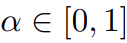 α ∈ [0, 1]